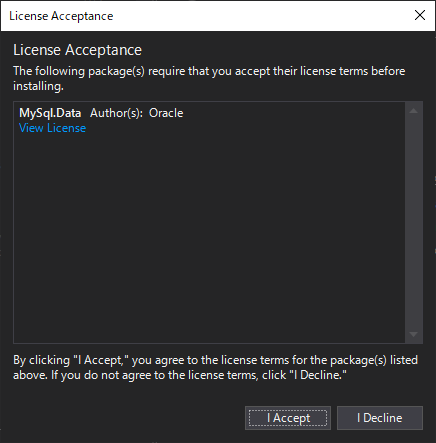 License Acceptance
License Acceptance
The following package(s) require that you accept their license terms before
installing.
MySql.Data Author(s): Oracle
View License
By clicking "I Accept," you agree to the license terms for the package(s) listed
above. If you do not agree to the license terms, click "I Decline."
I Accept I Decline